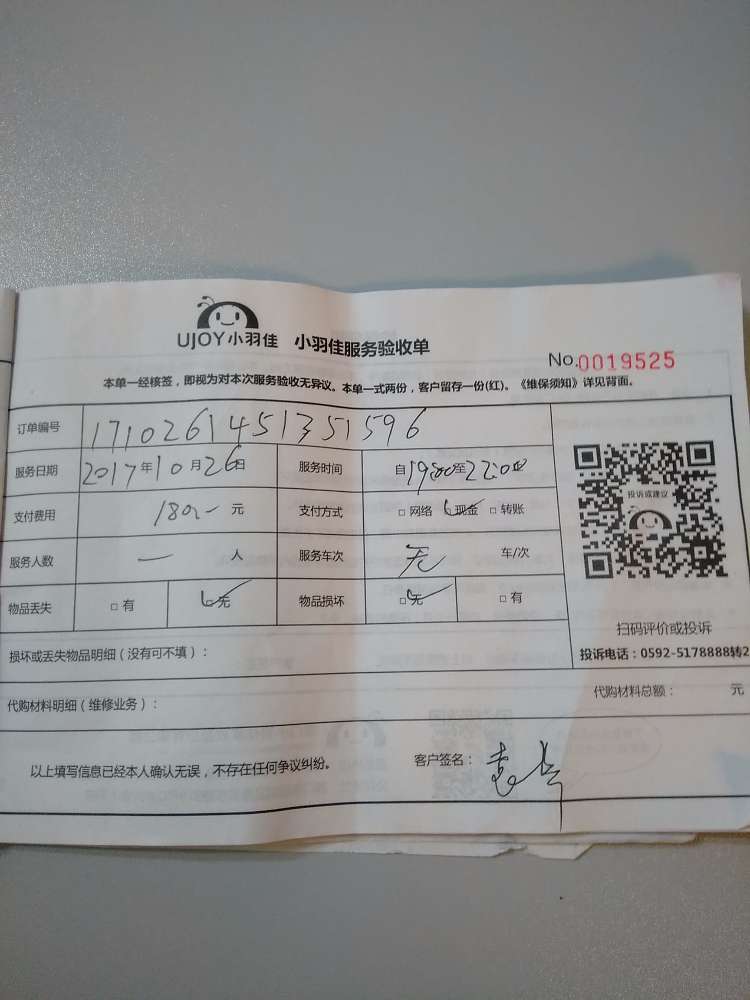 UJOY小羽佳 小羽佳服务验收单
No.0019525
本单一经核签，即视为对本次服务验收无异议。本单一式两份，客户留存一份(红)。《维保须知》详见背面。
订单编号 171026145135​1596
服务日期 2017年10月26日 服务时间 自19:00至22:00止
支付费用 180.- 元 支付方式 □网络 ☑现金 □转账
服务人数 一 人 服务车次 无 车/次
物品丢失 □有 ☑无 物品损坏 ☑无 □有
投诉或建议
扫码评价或投诉
投诉电话：0592-5178888转2
损坏或丢失物品明细（没有可不填）：
代购材料明细（维修业务）： 代购材料总额： 元
以上填写信息已经本人确认无误，不存在任何争议纠纷。 客户签名：